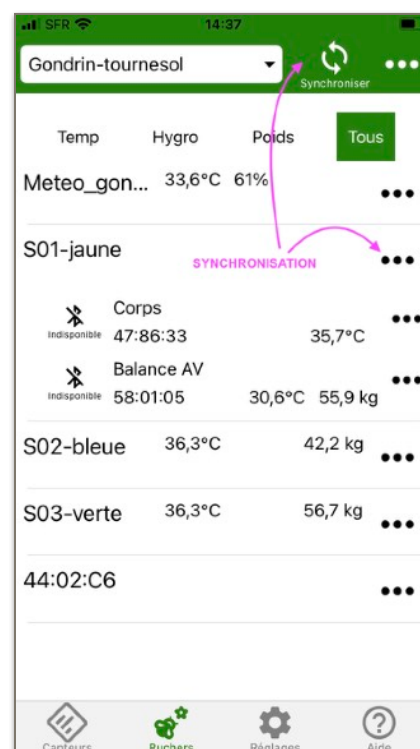 SFR 14:37
Gondrin-tournesol
Synchroniser
Temp Hygro Poids Tous
Meteo_gon... 33,6°C 61%
S01-jaune
SYNCHRONISATION
Corps
Indisponible 47:86:33 35,7°C
Balance AV
Indisponible 58:01:05 30,6°C 55,9 kg
S02-bleue 36,3°C 42,2 kg
S03-verte 36,3°C 56,7 kg
44:02:C6
Capteurs Ruchers Réglages Aide